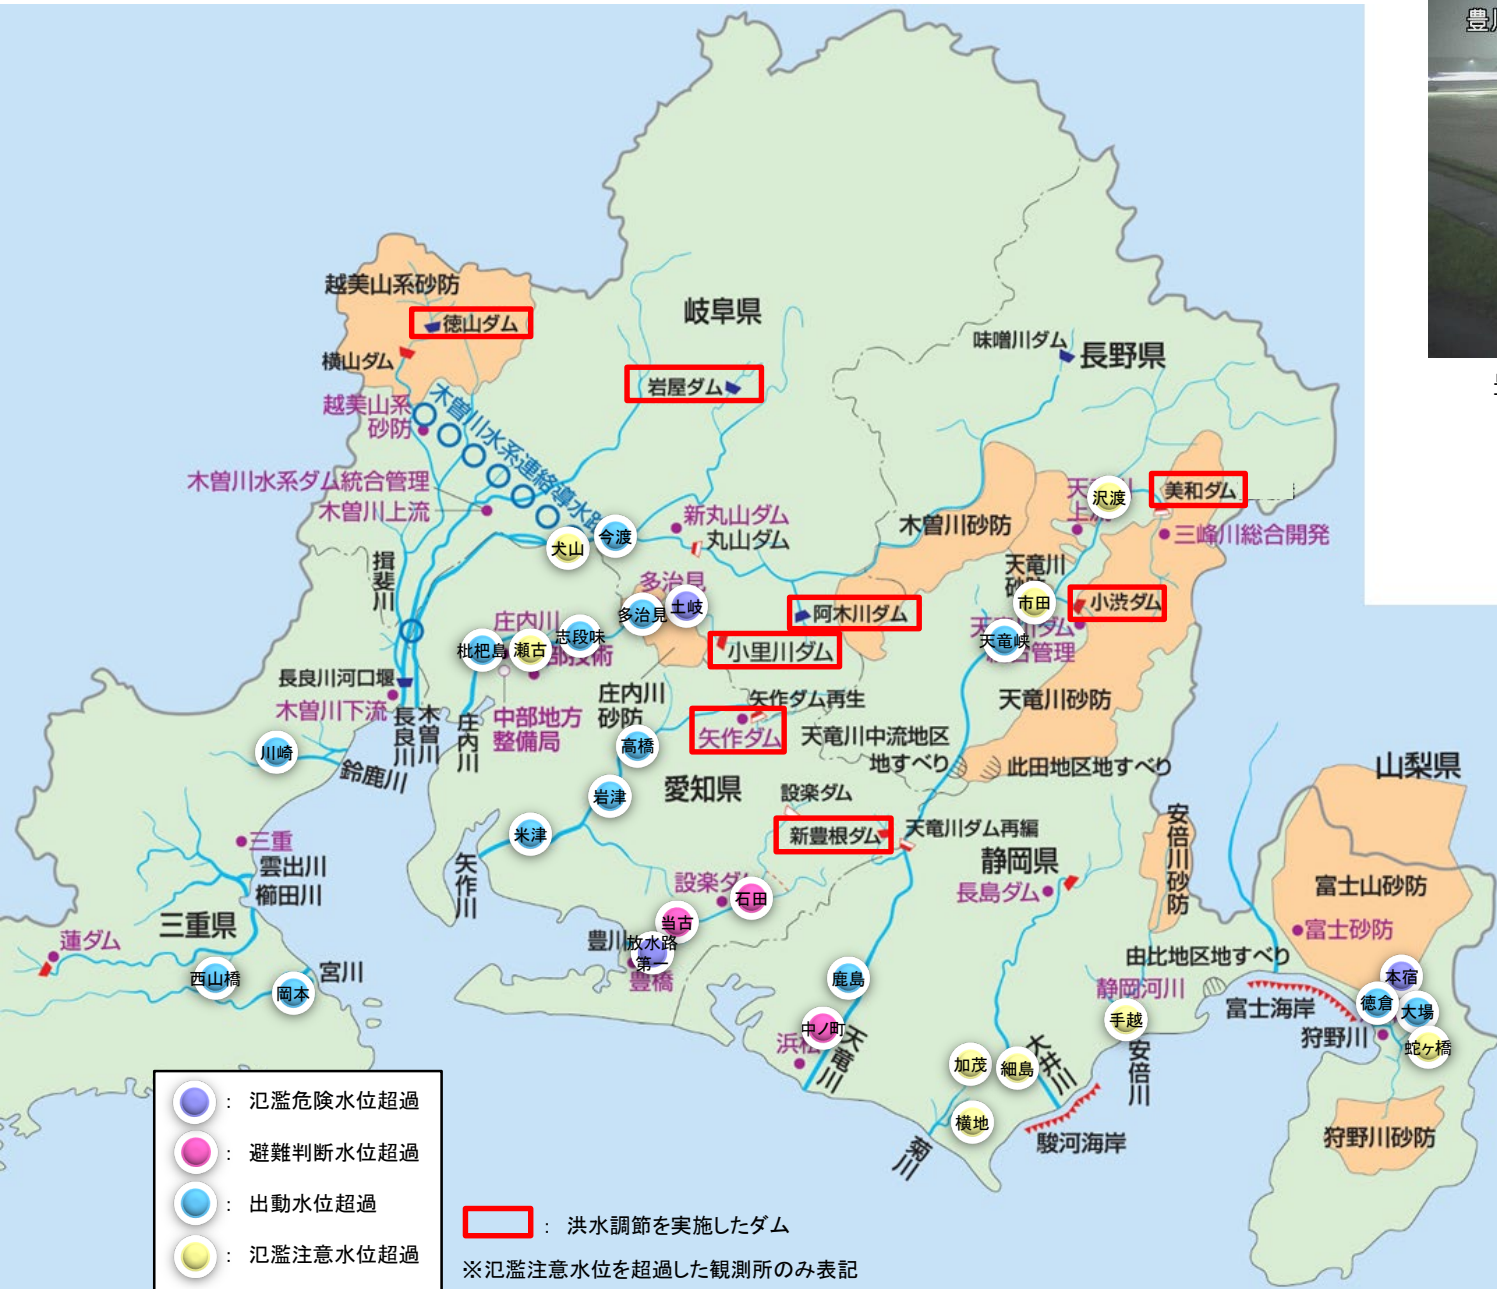 豊川
越美山系砂防
徳山ダム
横山ダム
岐阜県
岩屋ダム
味噌川ダム
長野県
越美山系
砂防
木曽川水系連絡導水路
木曽川水系ダム統合管理
木曽川上流
犬山
今渡
新丸山ダム
丸山ダム
木曽川砂防
沢渡
美和ダム
三峰川総合開発
揖斐川
多治見
多治見
土岐
阿木川ダム
天竜川
砂防
市田
小渋ダム
天竜峡
庄内川
枇杷島
瀬古
志段味
小里川ダム
長良川河口堰
木曽川下流
長良川
木曽川
庄内川
中部地方
整備局
庄内川
砂防
矢作ダム再生
矢作ダム
天竜川砂防
天竜川中流地区
地すべり
此田地区地すべり
川崎
鈴鹿川
高橋
岩津
米津
矢作川
愛知県
設楽ダム
新豊根ダム
天竜川ダム再編
静岡県
長島ダム
安倍川砂防
山梨県
富士山砂防
富士砂防
三重
雲出川
櫛田川
三重県
蓮ダム
西山橋
岡本
宮川
設楽ダム
石田
当古
豊川
放水路
第一
豊橋
鹿島
中ノ町
浜松
天竜川
由比地区地すべり
静岡河川
手越
安倍川
富士海岸
本宿
徳倉
大場
狩野川
蛇ヶ橋
加茂
細島
大井川
横地
菊川
駿河海岸
狩野川砂防
： 氾濫危険水位超過
： 避難判断水位超過
： 出動水位超過
： 氾濫注意水位超過
： 洪水調節を実施したダム
※氾濫注意水位を超過した観測所のみ表記